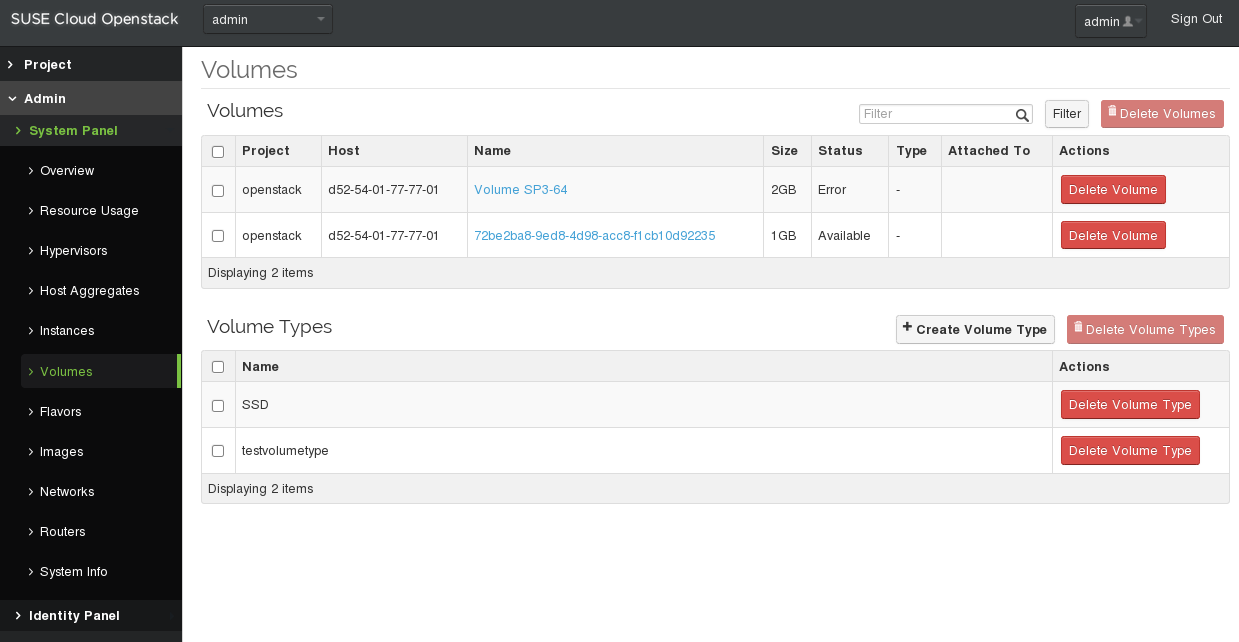 SUSE Cloud Openstack
admin
admin
Sign Out
Project
Admin
System Panel
Overview
Resource Usage
Hypervisors
Host Aggregates
Instances
Volumes
Flavors
Images
Networks
Routers
System Info
Identity Panel
Volumes
Volumes
Filter
Filter
Delete Volumes
Project Host Name Size Status Type Attached To Actions
openstack d52-54-01-77-77-01 Volume SP3-64 2GB Error - Delete Volume
openstack d52-54-01-77-77-01 72be2ba8-9ed8-4d98-acc8-f1cb10d92235 1GB Available - Delete Volume
Displaying 2 items
Volume Types
Create Volume Type
Delete Volume Types
Name Actions
SSD Delete Volume Type
testvolumetype Delete Volume Type
Displaying 2 items